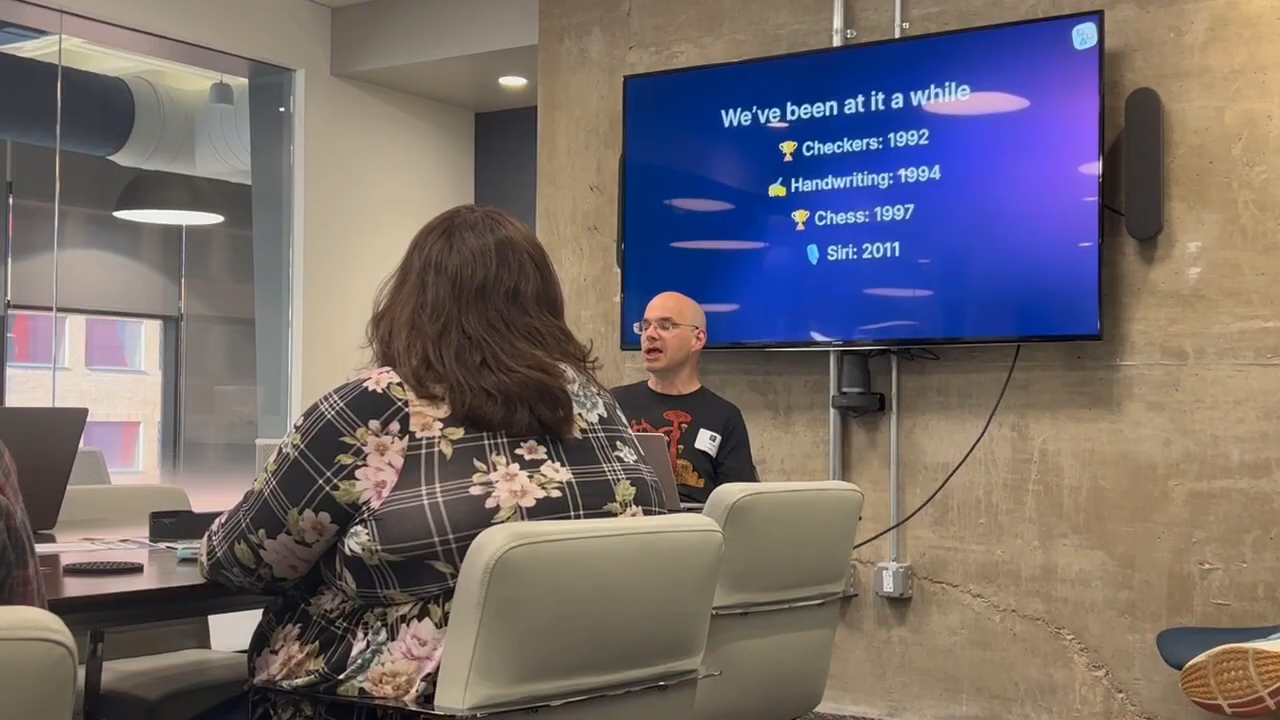 We've been at it a while
🏆 Checkers: 1992
✍️ Handwriting: 1994
🏆 Chess: 1997
Siri: 2011